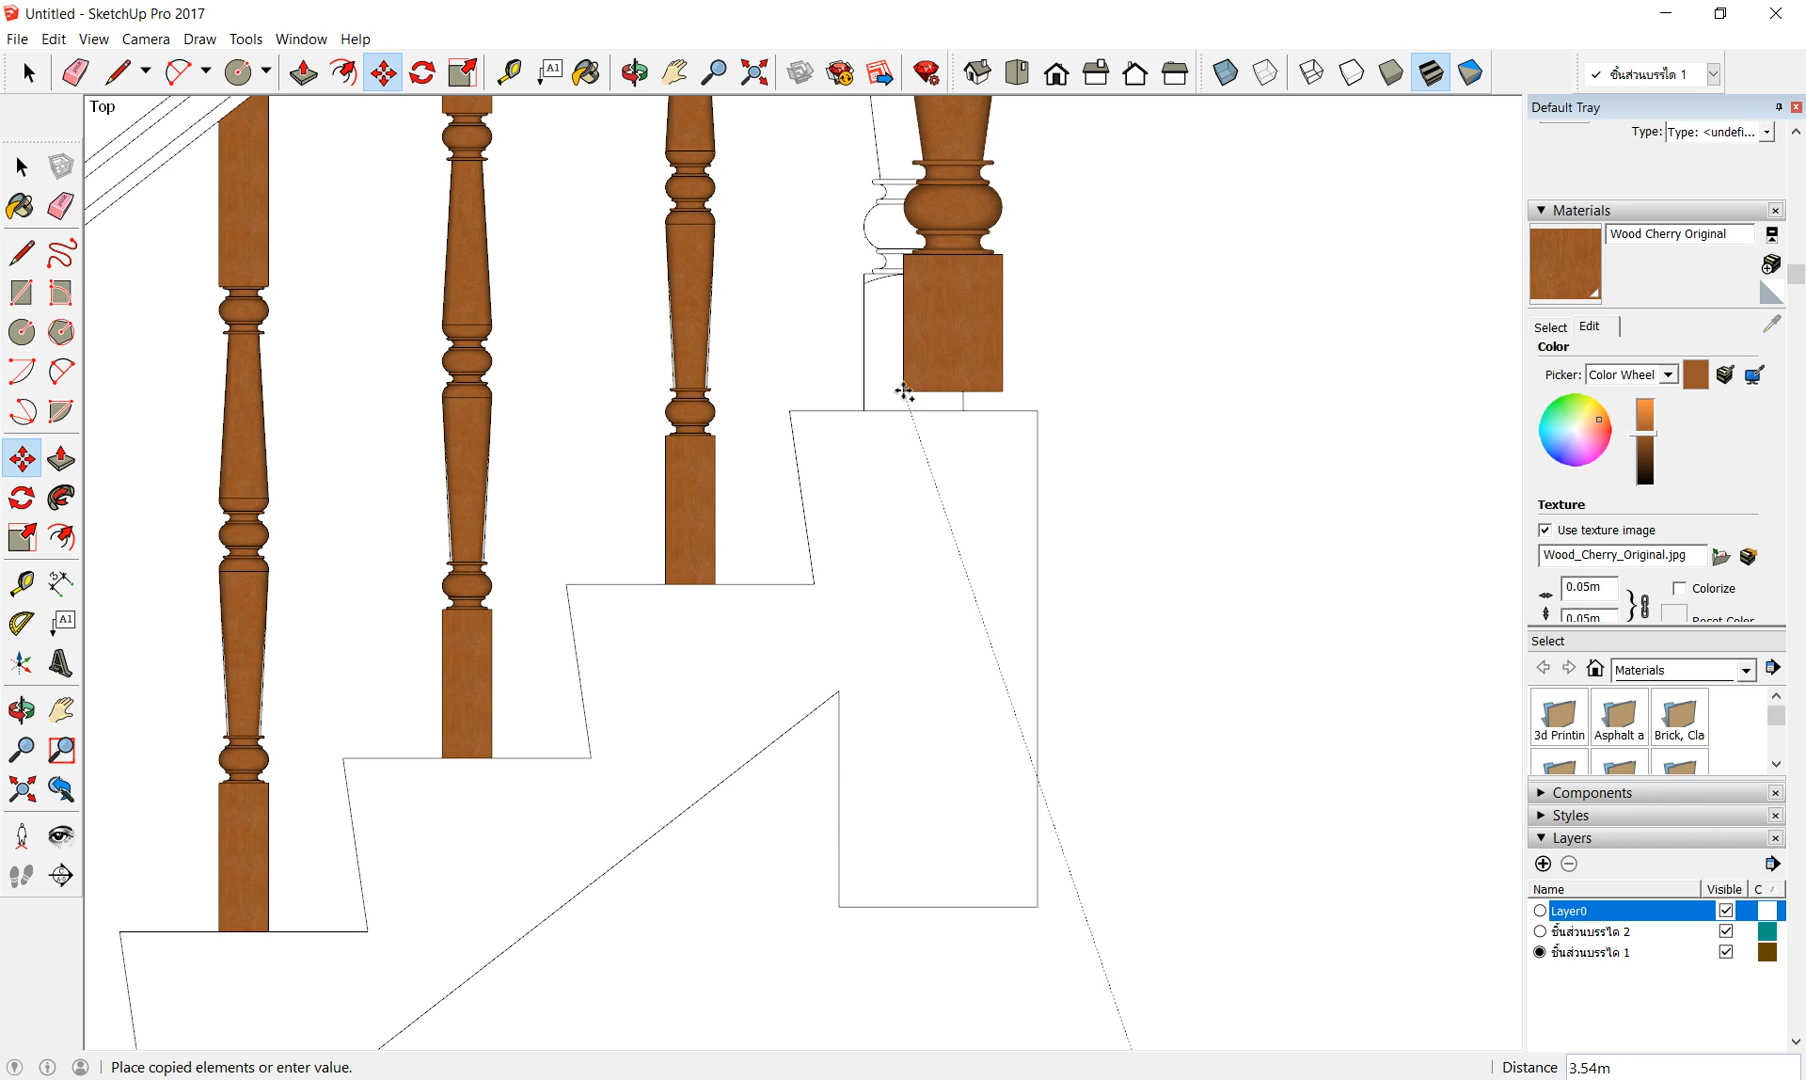 Untitled - SketchUp Pro 2017
File Edit View Camera Draw Tools Window Help
A1
ชิ้นส่วนบรรได 1
Top
Default Tray
Type: Type: <undefi...
Materials
Wood Cherry Original
Select Edit
Color
Picker: Color Wheel
Texture
Use texture image
Wood_Cherry_Original.jpg
0.05m
Colorize
0.05m
Reset Color
Select
Materials
3d Printin Asphalt a Brick, Cla
Components
Styles
Layers
Name Visible C
Layer0
ชิ้นส่วนบรรได 2
ชิ้นส่วนบรรได 1
A1
Place copied elements or enter value.
Distance 3.54m